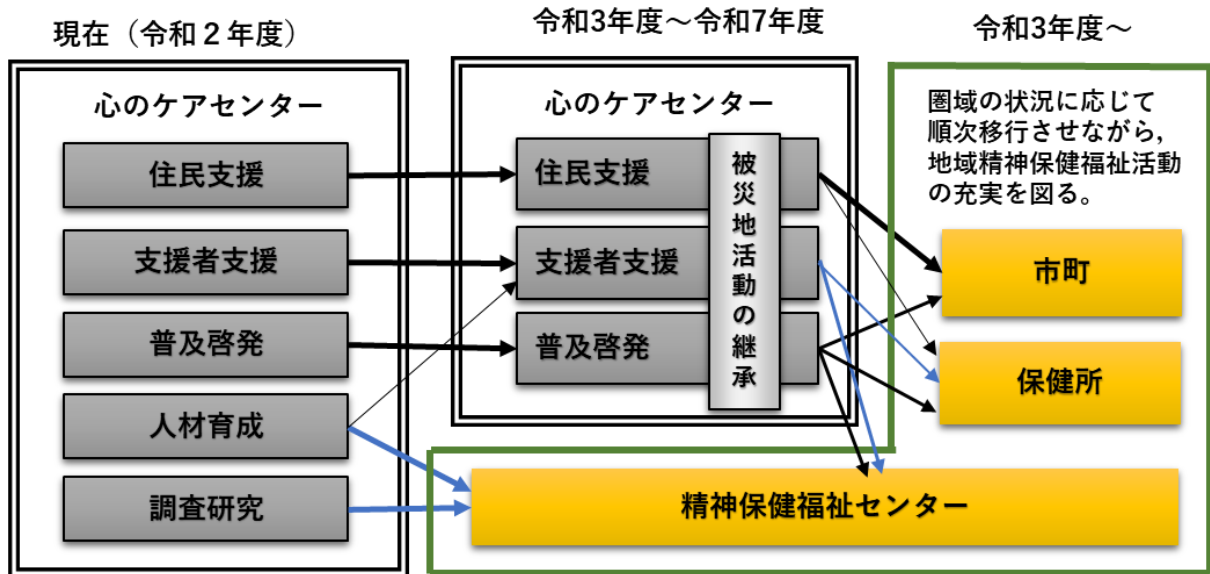 現在（令和２年度）
心のケアセンター
住民支援
支援者支援
普及啓発
人材育成
調査研究
令和3年度～令和7年度
心のケアセンター
住民支援
支援者支援
普及啓発
被災地活動の継承
令和3年度～
圏域の状況に応じて
順次移行させながら，
地域精神保健福祉活動
の充実を図る。
市町
保健所
精神保健福祉センター